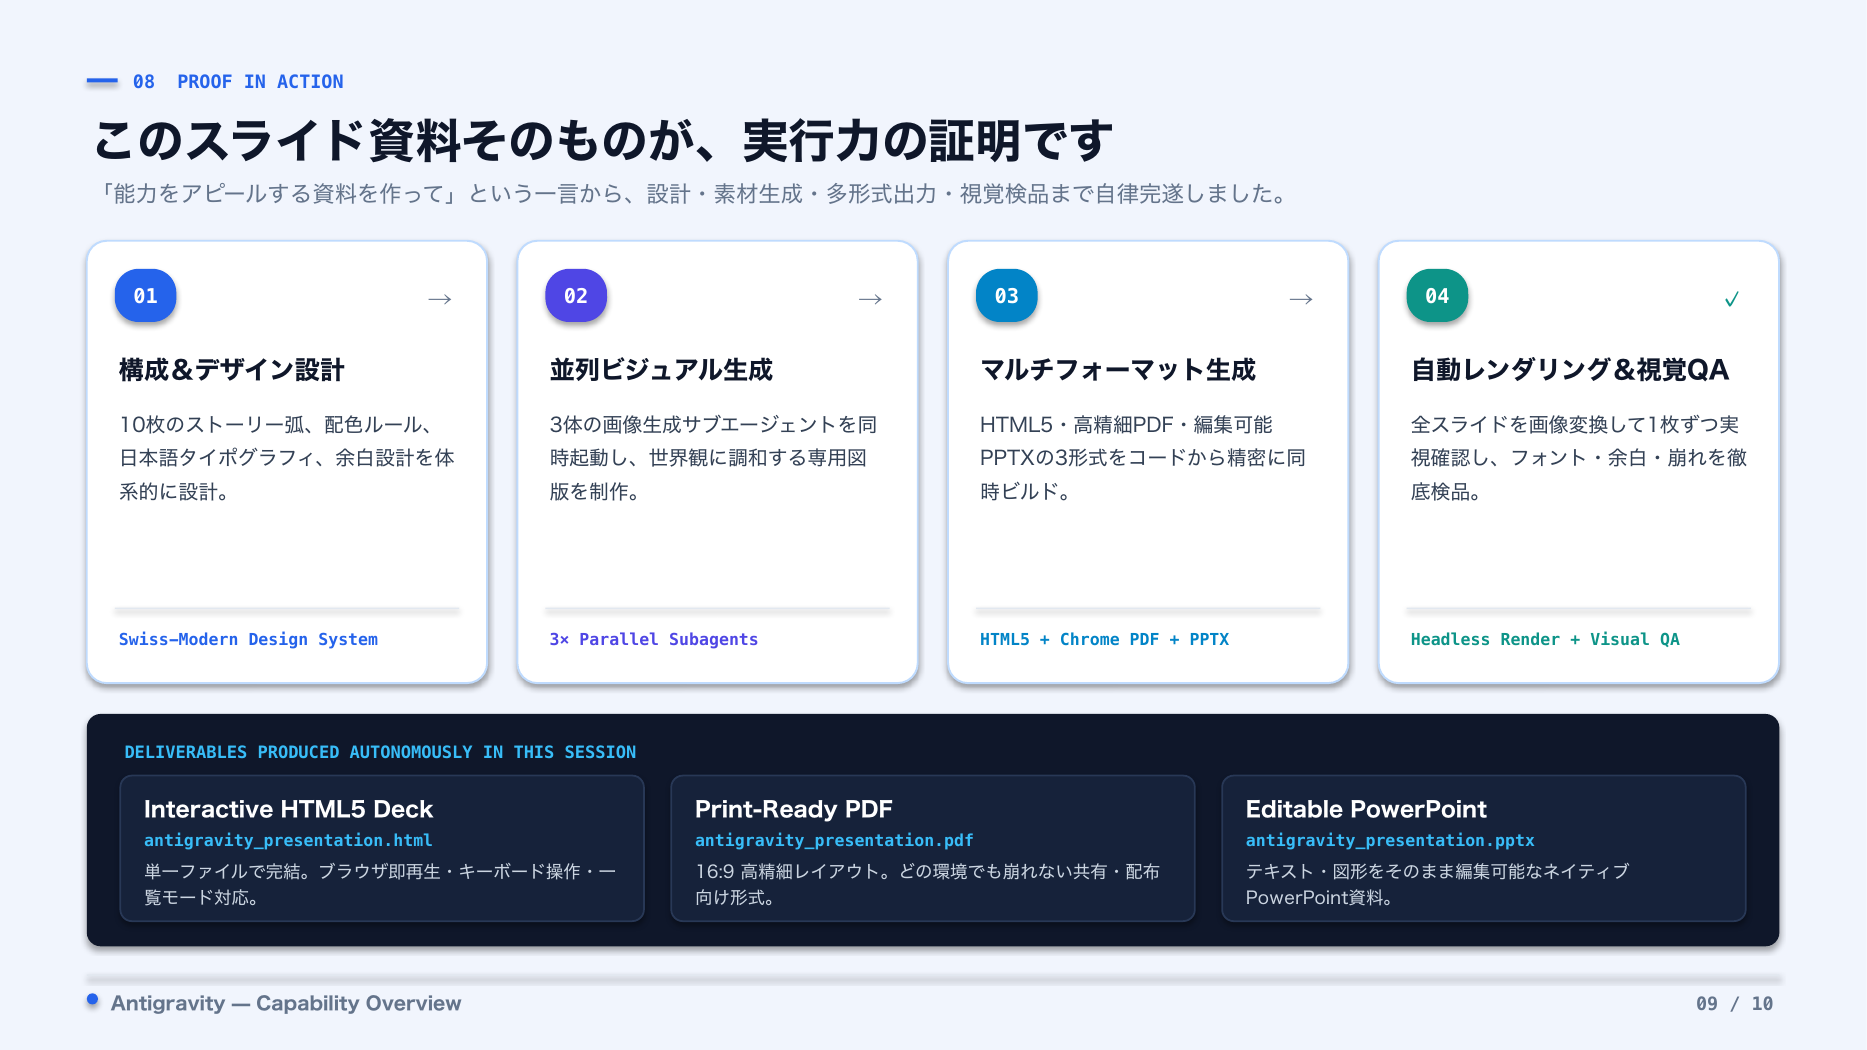 08 PROOF IN ACTION
このスライド資料そのものが、実行力の証明です
「能力をアピールする資料を作って」という一言から、設計・素材生成・多形式出力・視覚検品まで自律完遂しました。
01 →
構成＆デザイン設計
10枚のストーリー弧、配色ルール、
日本語タイポグラフィ、余白設計を体
系的に設計。
Swiss–Modern Design System
02 →
並列ビジュアル生成
3体の画像生成サブエージェントを同
時起動し、世界観に調和する専用図
版を制作。
3× Parallel Subagents
03 →
マルチフォーマット生成
HTML5・高精細PDF・編集可能
PPTXの3形式をコードから精密に同
時ビルド。
HTML5 + Chrome PDF + PPTX
04 ✓
自動レンダリング＆視覚QA
全スライドを画像変換して1枚ずつ実
視確認し、フォント・余白・崩れを徹
底検品。
Headless Render + Visual QA
DELIVERABLES PRODUCED AUTONOMOUSLY IN THIS SESSION
Interactive HTML5 Deck
antigravity_presentation.html
単一ファイルで完結。ブラウザ即再生・キーボード操作・一
覧モード対応。
Print-Ready PDF
antigravity_presentation.pdf
16:9 高精細レイアウト。どの環境でも崩れない共有・配布
向け形式。
Editable PowerPoint
antigravity_presentation.pptx
テキスト・図形をそのまま編集可能なネイティブ
PowerPoint資料。
Antigravity — Capability Overview
09 / 10